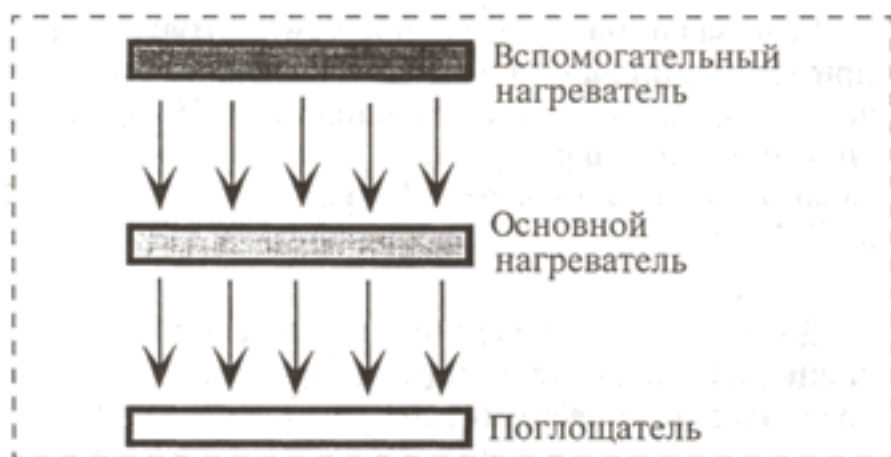 Вспомогательный
нагреватель
Основной
нагреватель
Поглощатель